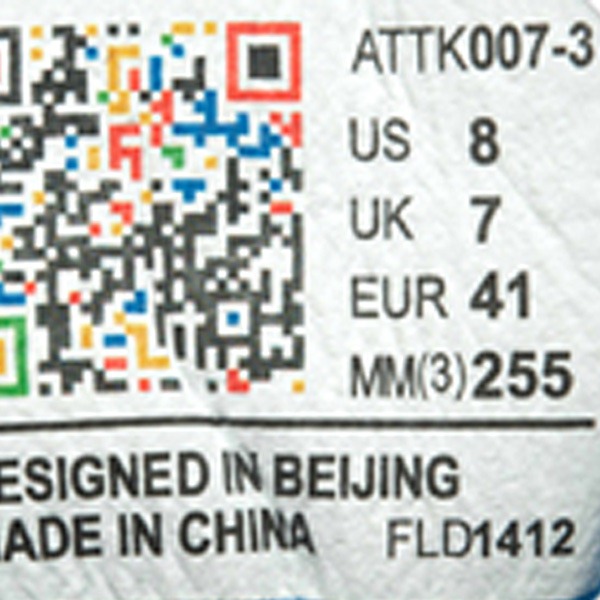 ATTK007-3
US 8
UK 7
EUR 41
MM(3) 255
ESIGNED IN BEIJING
ADE IN CHINA FLD1412